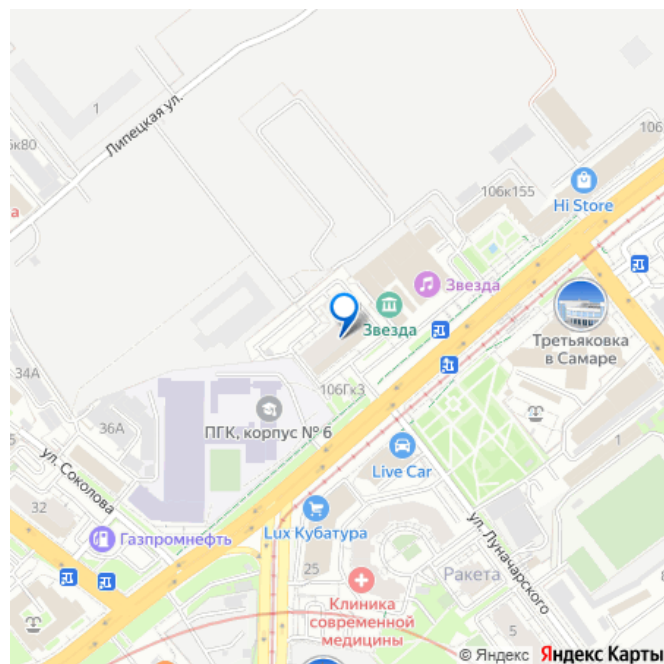 1
Липецкая ул.
к80
106
106к155
Hi Store
а
Звезда
Звезда
Третьяковка
в Самаре
34А
106Гк3
36А
ПГК, корпус № 6
1
ул. Соколова
Live Car
32
Газпромнефть
Lux Кубатура
ул. Луначарского
25
Ракета
Клиника
современной
медицины
5
© Яндекс Яндекс Карты